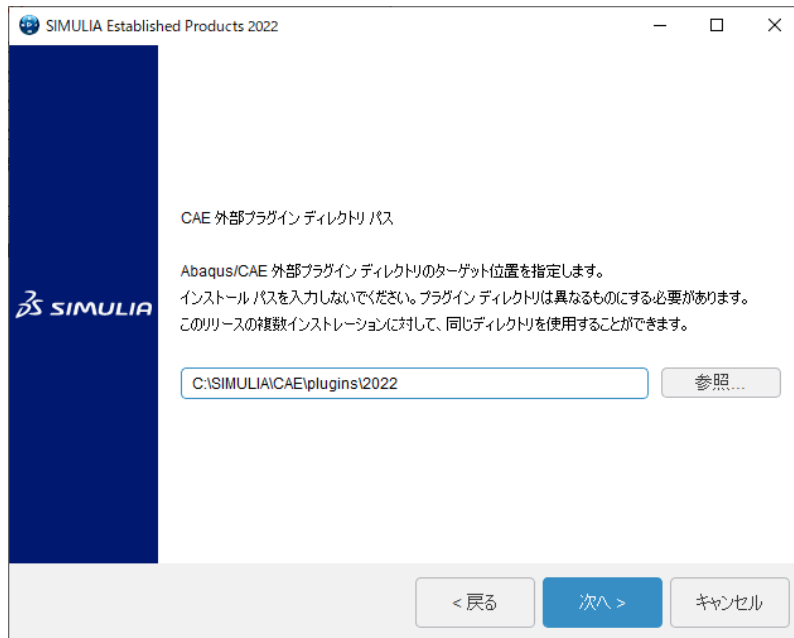 SIMULIA Established Products 2022
CAE 外部プラグイン ディレクトリ パス
Abaqus/CAE 外部プラグイン ディレクトリのターゲット位置を指定します。
インストール パスを入力しないでください。プラグイン ディレクトリは異なるものにする必要があります。
このリリースの複数インストレーションに対して、同じディレクトリを使用することができます。
SIMULIA
C:\SIMULIA\CAE\plugins\2022
参照...
< 戻る
次へ >
キャンセル